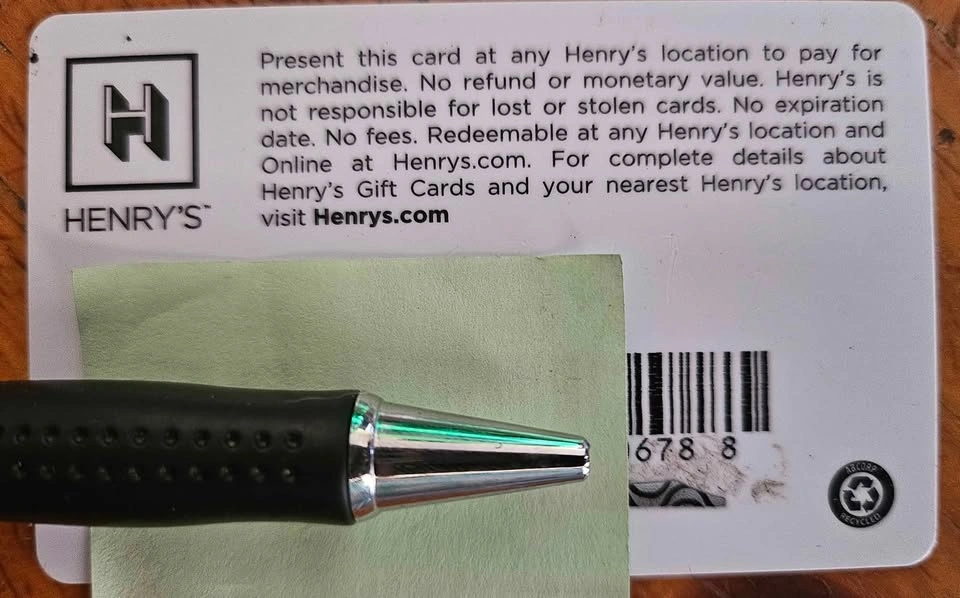 Present this card at any Henry's location to pay for
merchandise. No refund or monetary value. Henry's is
not responsible for lost or stolen cards. No expiration
date. No fees. Redeemable at any Henry's location and
Online at Henrys.com. For complete details about
Henry's Gift Cards and your nearest Henry's location,
visit Henrys.com
H
HENRY'S™
678 8
ABCORP
RECYCLED